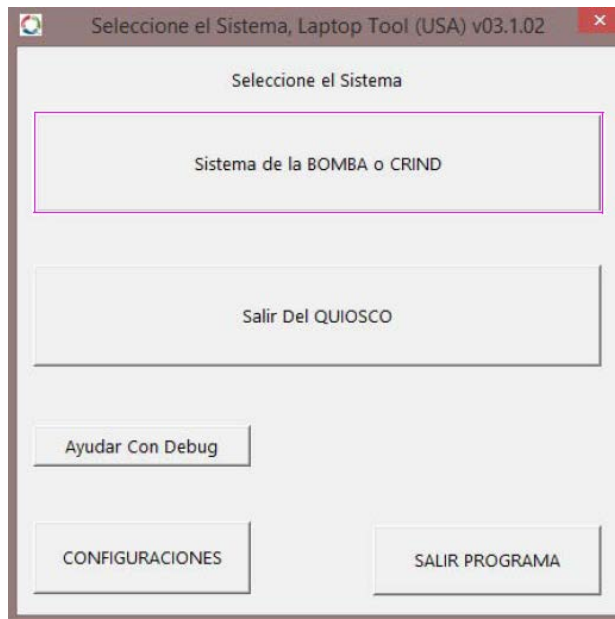 Seleccione el Sistema, Laptop Tool (USA) v03.1.02
Seleccione el Sistema
Sistema de la BOMBA o CRIND
Salir Del QUIOSCO
Ayudar Con Debug
CONFIGURACIONES
SALIR PROGRAMA